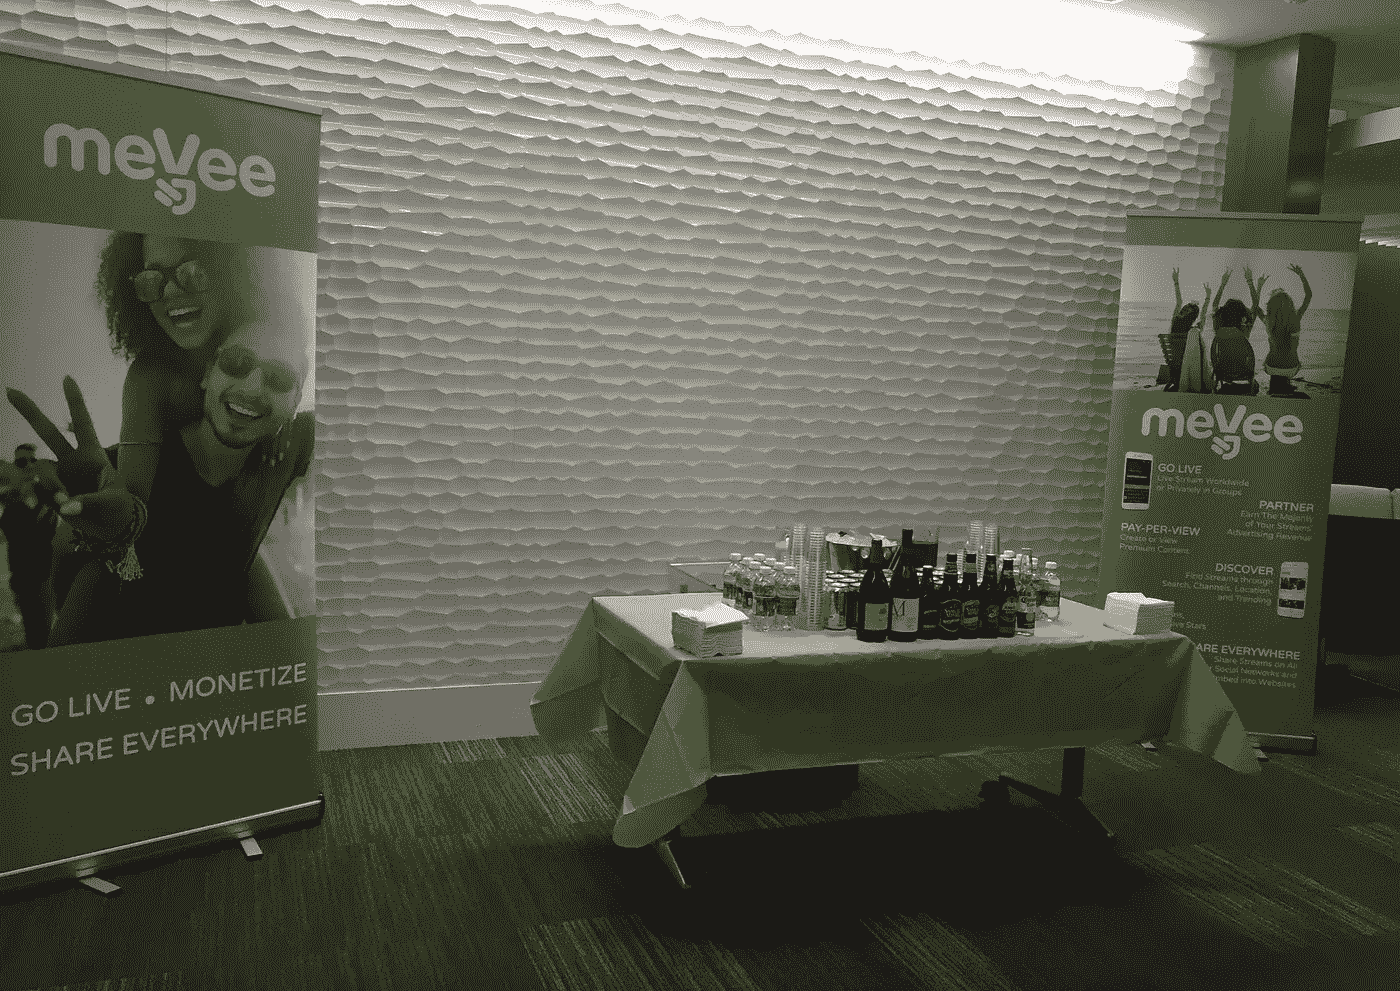 meVee
GO LIVE • MONETIZE
SHARE EVERYWHERE
meVee
GO LIVE
Live Stream Worldwide
or Privately in Groups
PARTNER
Earn The Majority
of Your Streams
Advertising Revenue
PAY-PER-VIEW
Create or View
Premium Content
DISCOVER
Find Streams through
Search, Channels, Location,
and Trending
Stars
EVERYWHERE
Share Streams on All
Social Networks and
into Websites